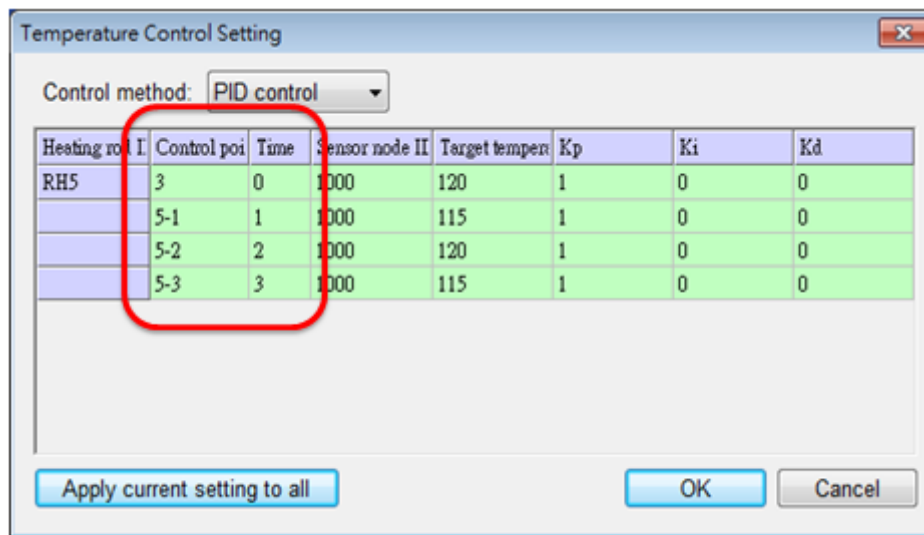 Temperature Control Setting
Control method: PID control
Heating rod I Control poi Time Sensor node II Target temper Kp Ki Kd
RH5 3 0 1000 120 1 0 0
5-1 1 1000 115 1 0 0
5-2 2 1000 120 1 0 0
5-3 3 1000 115 1 0 0
Apply current setting to all OK Cancel